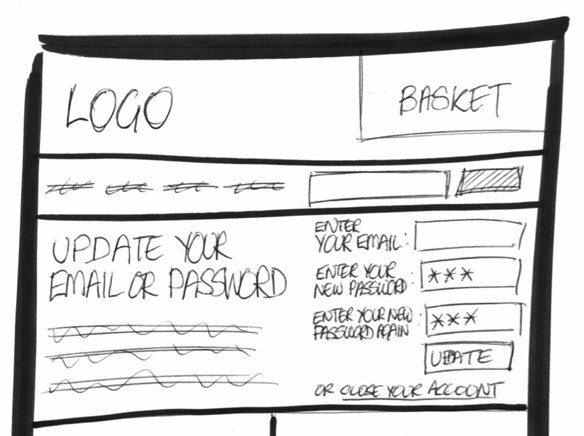 LOGO
BASKET
UPDATE YOUR
EMAIL OR PASSWORD
ENTER
YOUR EMAIL:
ENTER YOUR
NEW PASSWORD:
***
ENTER YOUR NEW
PASSWORD AGAIN:
***
UPDATE
OR CLOSE YOUR ACCOUNT